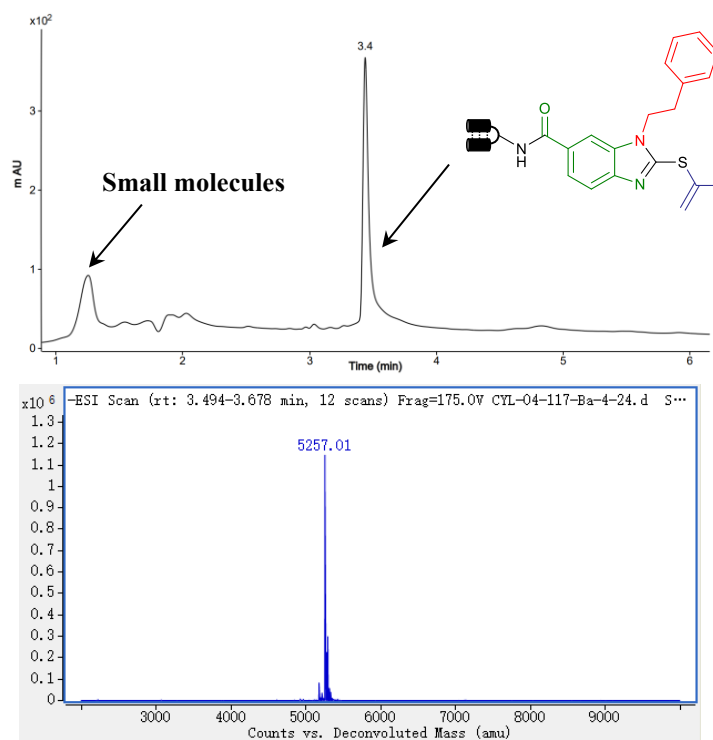 x10²
3.4
O
N
NH
S
N
3
2
1
0
m AU
Small molecules
1
2
3
4
5
6
Time (min)
x10 6
-ESI Scan (rt: 3.494-3.678 min, 12 scans) Frag=175.0V CYL-04-117-Ba-4-24.d S···
1.3
1.2
1.1
1
0.9
0.8
0.7
0.6
0.5
0.4
0.3
0.2
0.1
0
5257.01
3000
4000
5000
6000
7000
8000
9000
Counts vs. Deconvoluted Mass (amu)